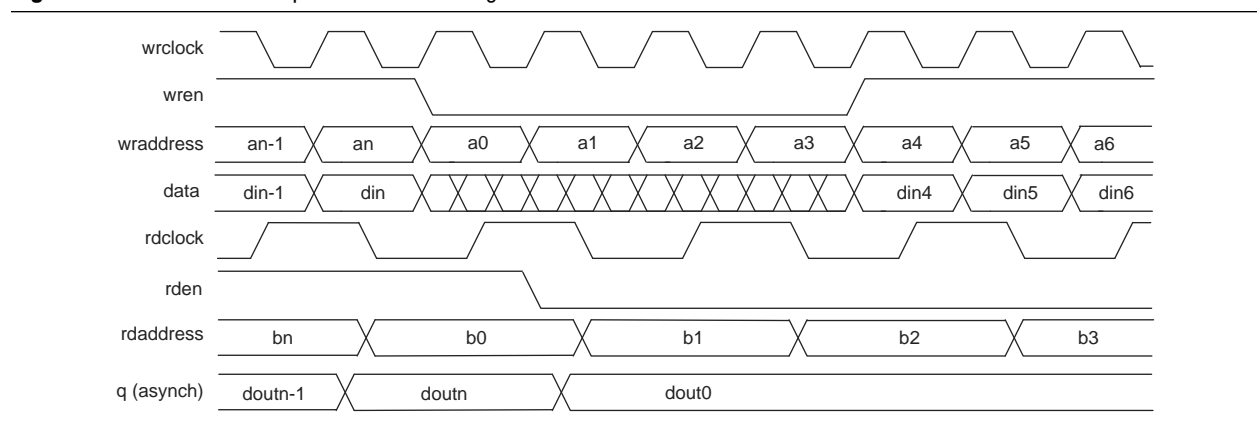 wrclock
wren
wraddress an-1 an a0 a1 a2 a3 a4 a5 a6
data din-1 din din4 din5 din6
rdclock
rden
rdaddress bn b0 b1 b2 b3
q (asynch) doutn-1 doutn dout0